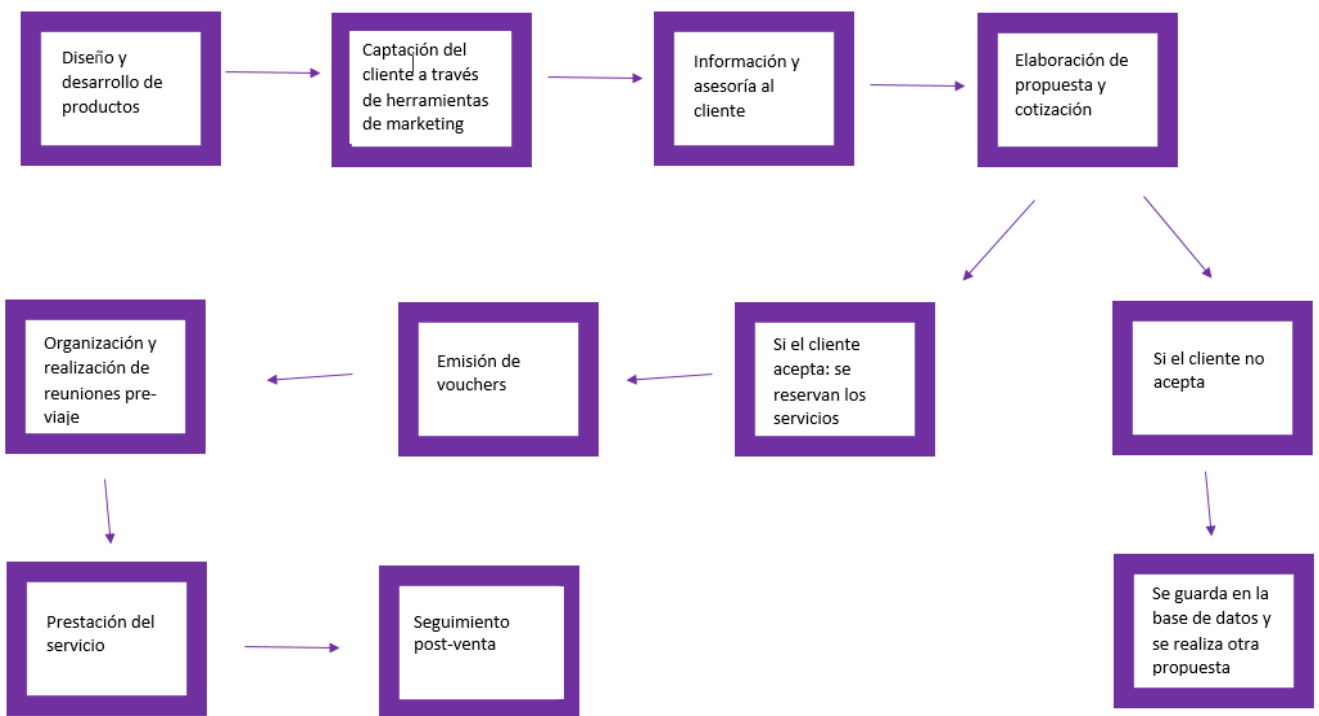 Diseño y
desarrollo de
productos
Captación del
cliente a través
de herramientas
de marketing
Información y
asesoría al
cliente
Elaboración de
propuesta y
cotización
Organización y
realización de
reuniones pre-
viaje
Emisión de
vouchers
Si el cliente
acepta: se
reservan los
servicios
Si el cliente no
acepta
Prestación del
servicio
Seguimiento
post-venta
Se guarda en la
base de datos y
se realiza otra
propuesta